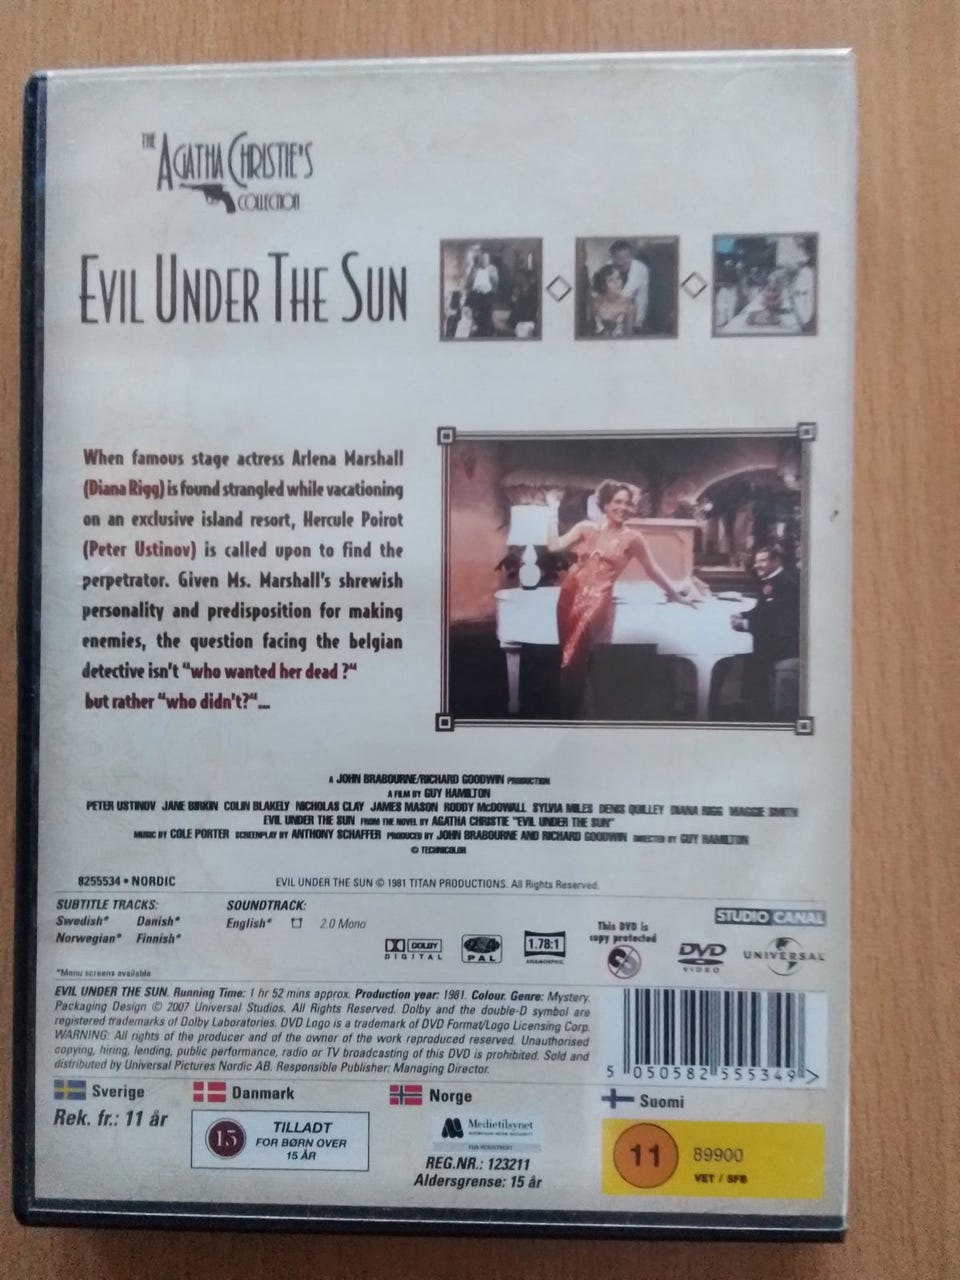 THE
AGATHA CHRISTIE'S
COLLECTION
EVIL UNDER THE SUN
When famous stage actress Arlena Marshall
(Diana Rigg) is found strangled while vacationing
on an exclusive island resort, Hercule Poirot
(Peter Ustinov) is called upon to find the
perpetrator. Given Ms. Marshall's shrewish
personality and predisposition for making
enemies, the question facing the belgian
detective isn't "who wanted her dead ?"
but rather "who didn't?"...
A JOHN BRABOURNE/RICHARD GOODWIN PRODUCTION
A FILM BY GUY HAMILTON
PETER USTINOV JANE BIRKIN COLIN BLAKELY NICHOLAS CLAY JAMES MASON RODDY McDOWALL SYLVIA MILES DENIS QUILLEY DIANA RIGG MAGGIE SMITH
EVIL UNDER THE SUN FROM THE NOVEL BY AGATHA CHRISTIE "EVIL UNDER THE SUN"
MUSIC BY COLE PORTER SCREENPLAY BY ANTHONY SCHAFFER PRODUCED BY JOHN BRABOURNE AND RICHARD GOODWIN DIRECTED BY GUY HAMILTON
© TECHNICOLOR
8255534 • NORDIC
EVIL UNDER THE SUN © 1981 TITAN PRODUCTIONS. All Rights Reserved.
SUBTITLE TRACKS:
Swedish* Danish*
Norwegian* Finnish*
*Menu screens available
SOUNDTRACK:
English* 2.0 Mono
DOLBY
DIGITAL
2 4
PAL
1.78:1
ANAMORPHIC
This DVD is
copy protected
STUDIO CANAL
DVD
VIDEO
UNIVERSAL
EVIL UNDER THE SUN. Running Time: 1 hr 52 mins approx. Production year: 1981. Colour. Genre: Mystery.
Packaging Design © 2007 Universal Studios. All Rights Reserved. Dolby and the double-D symbol are
registered trademarks of Dolby Laboratories. DVD Logo is a trademark of DVD Format/Logo Licensing Corp.
WARNING: All rights of the producer and of the owner of the work reproduced reserved. Unauthorised
copying, hiring, lending, public performance, radio or TV broadcasting of this DVD is prohibited. Sold and
distributed by Universal Pictures Nordic AB. Responsible Publisher: Managing Director.
5 050582 555349 >
Sverige
Rek. fr.: 11 år
Danmark
15
TILLADT
FOR BØRN OVER
15 ÅR
Norge
Medietilsynet
NORWEGIAN MEDIA AUTHORITY
REG.NR.: 123211
Aldersgrense: 15 år
Suomi
11
89900
VET / SFB